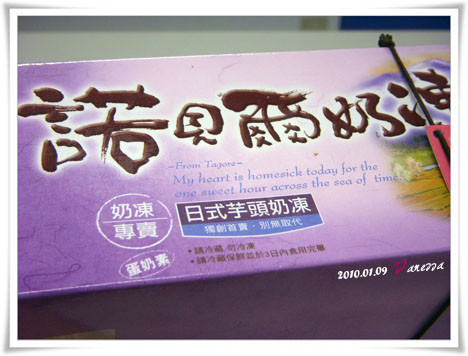 諾貝爾奶凍
—From Tagore—
My heart is homesick today for the
one sweet hour across the sea of time.
奶凍
專賣
日式芋頭奶凍
獨創首賣．別無取代
蛋奶素
•請冷藏，勿冷凍
•請冷藏保鮮並於3日內食用完畢
2010.01.09 Vanessa